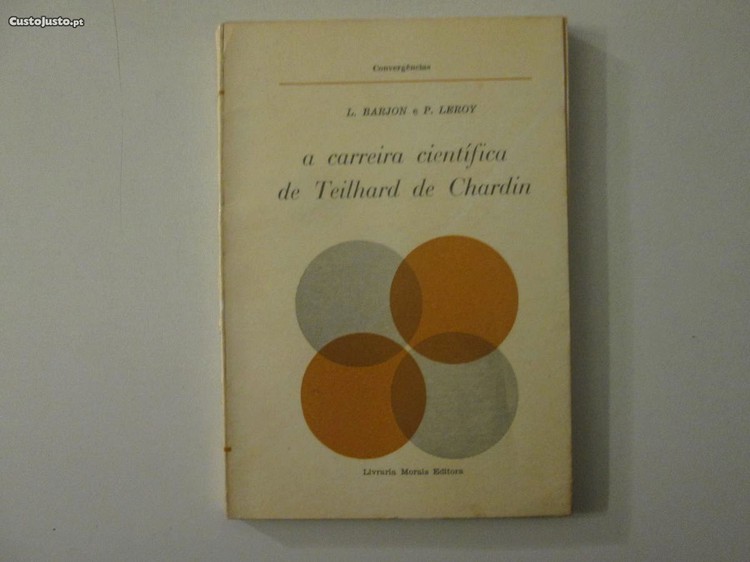 CustoJusto.pt
Convergências
L. BARJON e P. LEROY
a carreira científica
de Teilhard de Chardin
Livraria Morais Editora